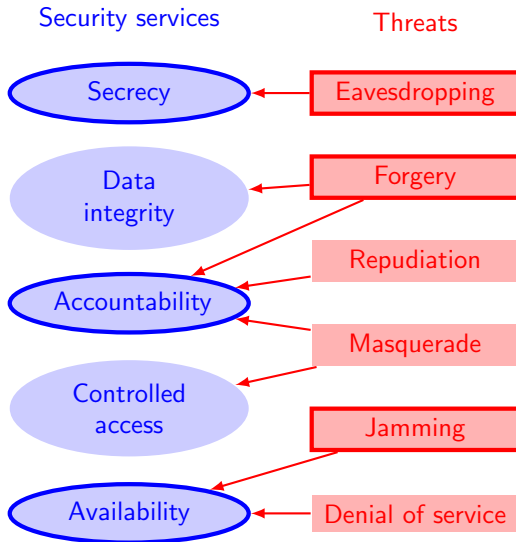 Security services
Threats
Secrecy
Eavesdropping
Data
integrity
Forgery
Repudiation
Accountability
Masquerade
Controlled
access
Jamming
Availability
Denial of service